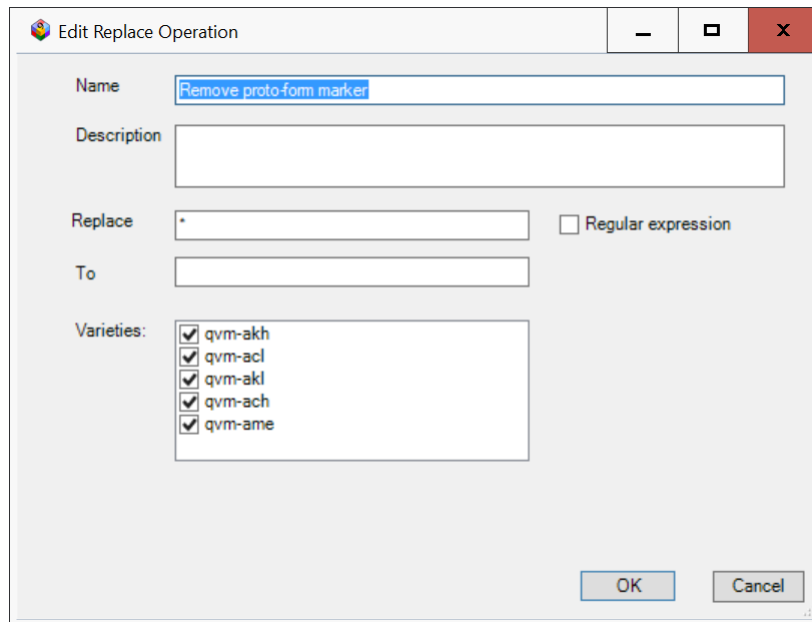 Edit Replace Operation
Name
Remove proto-form marker
Description
Replace
*
Regular expression
To
Varieties:
qvm-akh
qvm-acl
qvm-akl
qvm-ach
qvm-ame
OK
Cancel